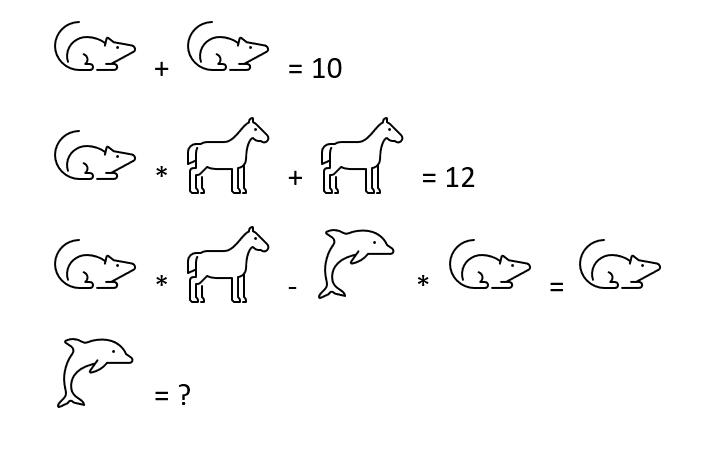 + = 10
* + = 12
* - * =
= ?